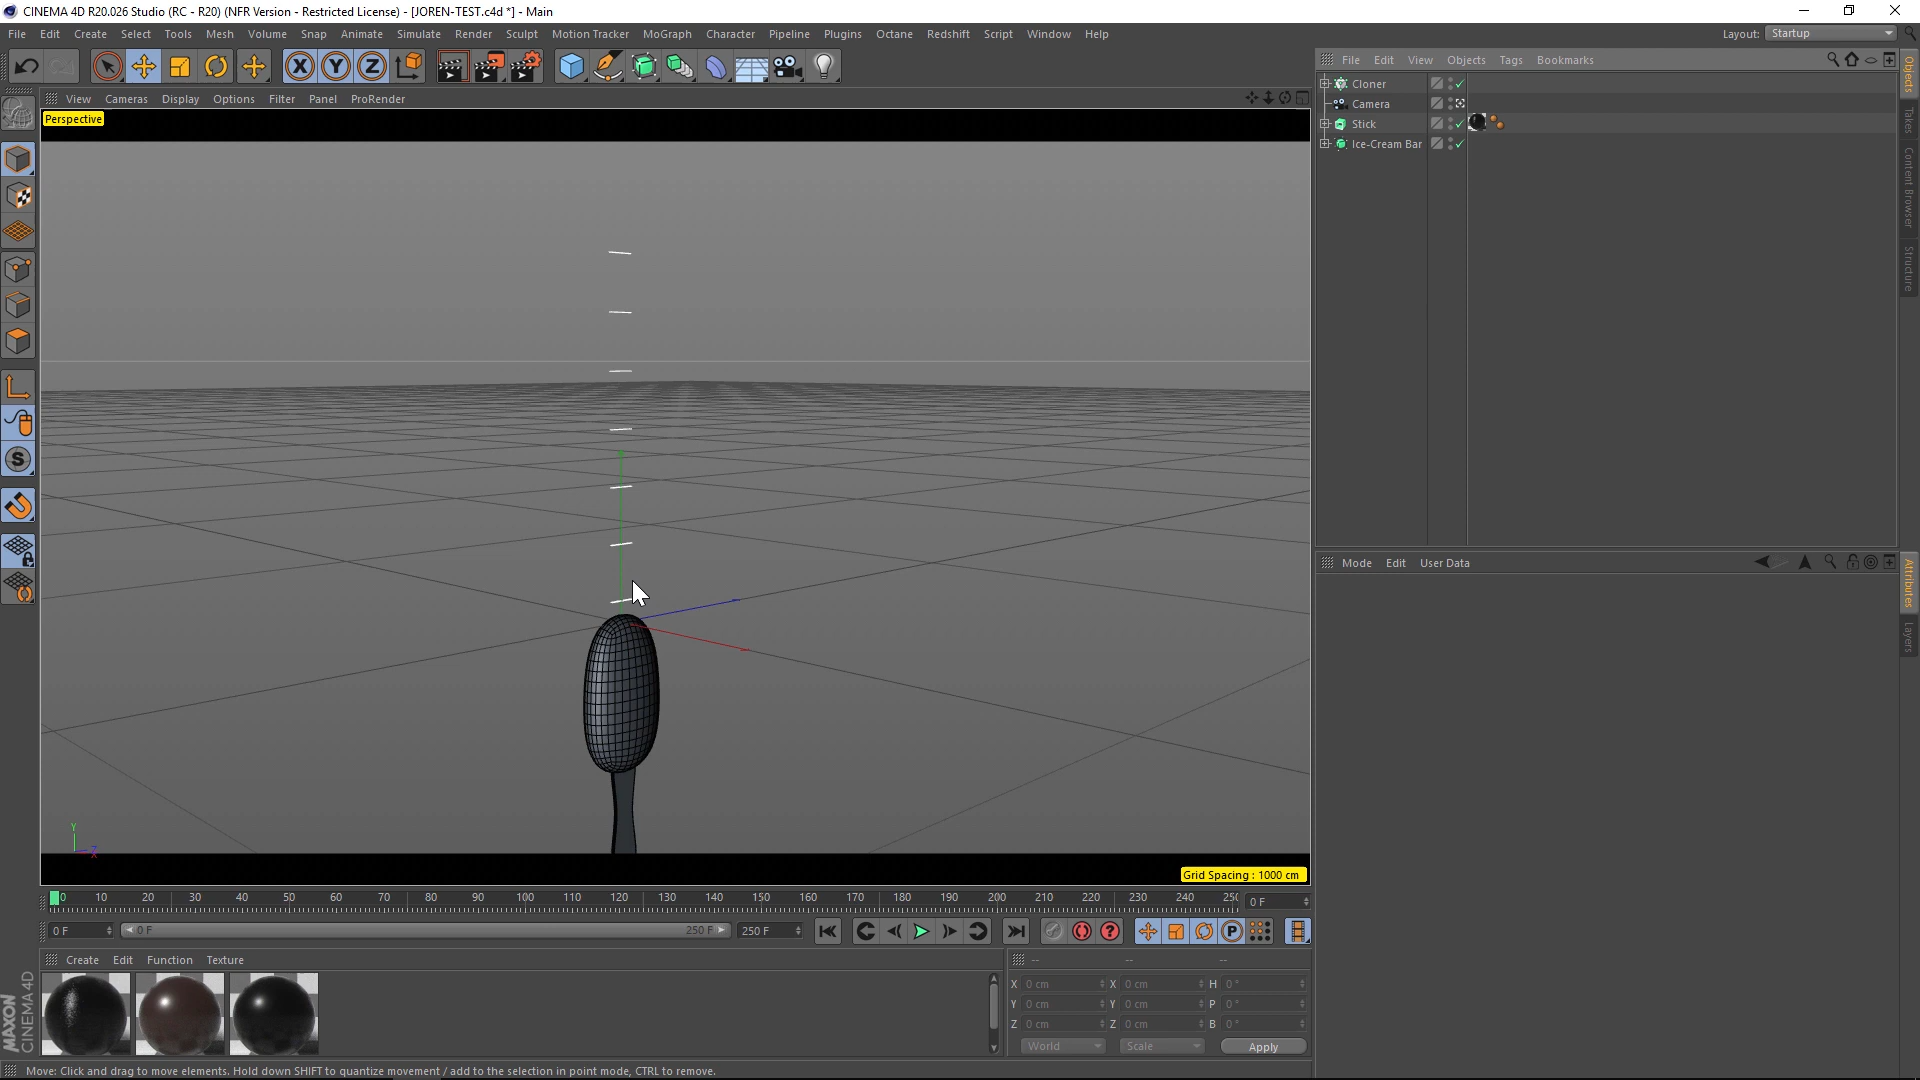 CINEMA 4D R20.026 Studio (RC - R20) (NFR Version - Restricted License) - [JOREN-TEST.c4d *] - Main
File Edit Create Select Tools Mesh Volume Snap Animate Simulate Render Sculpt Motion Tracker MoGraph Character Pipeline Plugins Octane Redshift Script Window Help
Layout: Startup
X Y Z
File Edit View Objects Tags Bookmarks
View Cameras Display Options Filter Panel ProRender
Perspective
Cloner
Camera
Stick
Ice-Cream Bar
Objects
Takes
Content Browser
Structure
S
Mode Edit User Data
Attributes
Layers
Y
Z
X
Grid Spacing : 1000 cm
0 10 20 30 40 50 60 70 80 90 100 110 120 130 140 150 160 170 180 190 200 210 220 230 240 250
0 F
0 F 0 F 250 F 250 F
P
Create Edit Function Texture
-- -- --
X 0 cm X 0 cm H 0 °
Y 0 cm Y 0 cm P 0 °
Z 0 cm Z 0 cm B 0 °
World Scale Apply
MAXON
CINEMA 4D
Move: Click and drag to move elements. Hold down SHIFT to quantize movement / add to the selection in point mode, CTRL to remove.